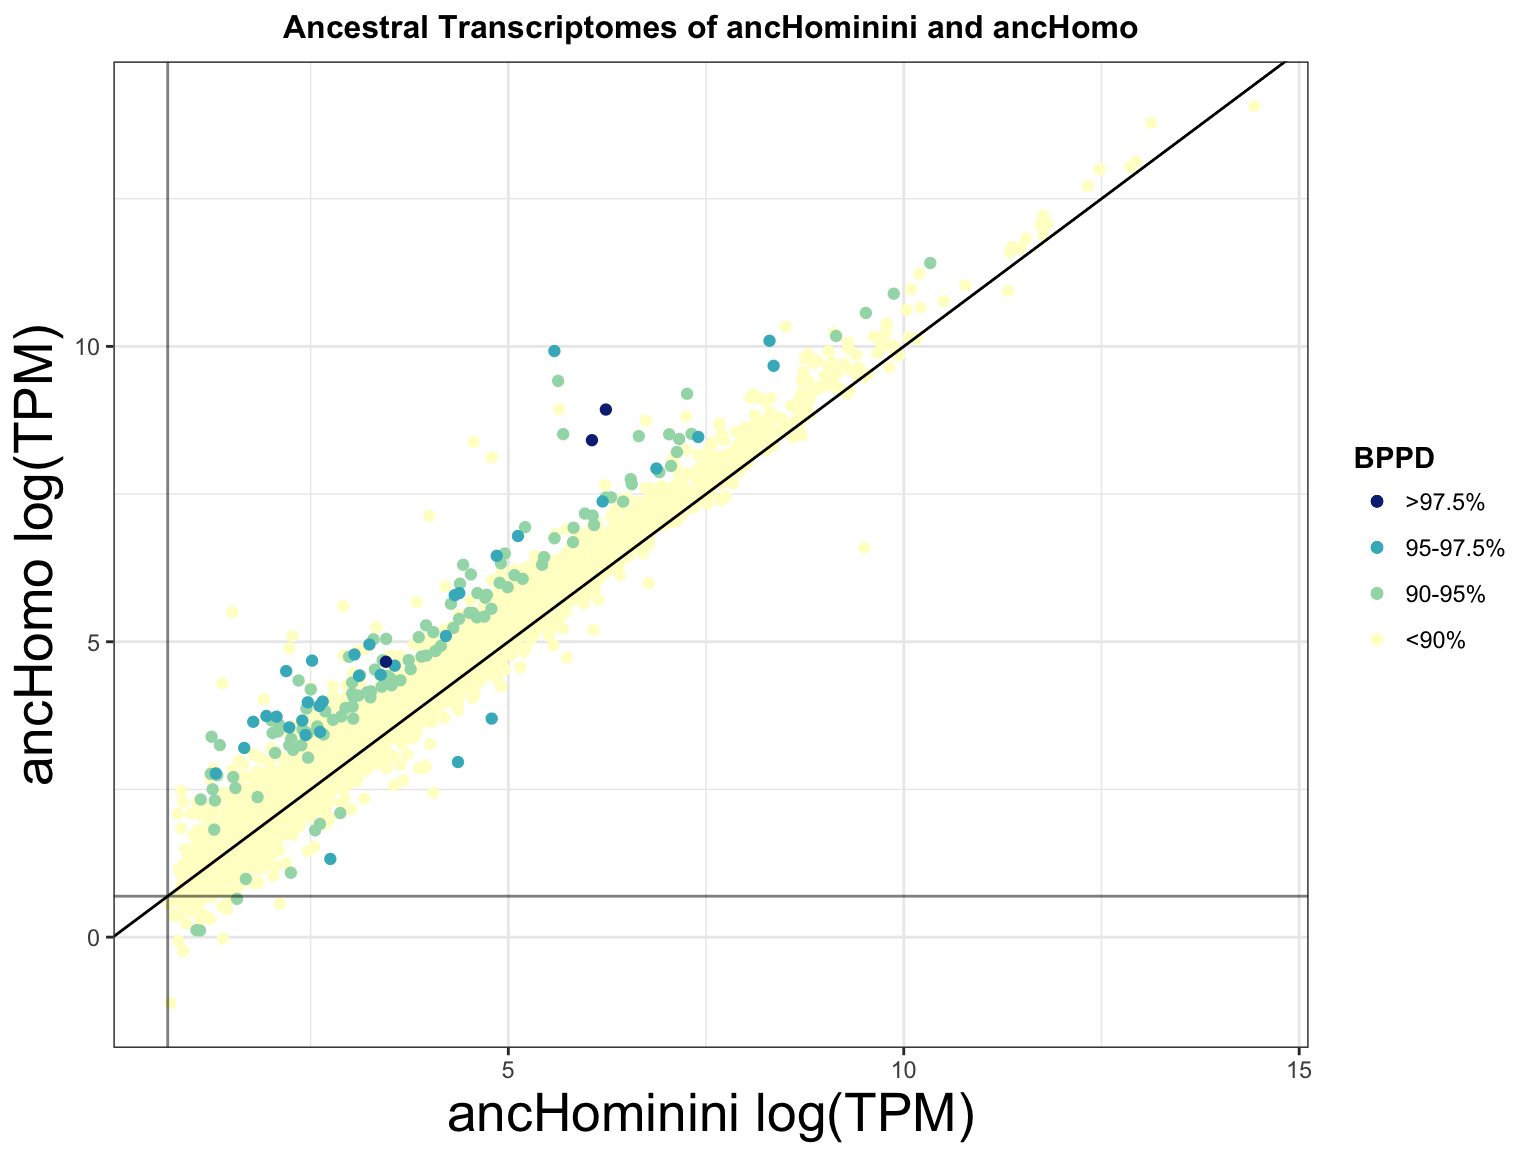 Ancestral Transcriptomes of ancHominini and ancHomo
ancHomo log(TPM)
10
5
0
5
10
15
ancHominini log(TPM)
BPPD
>97.5%
95-97.5%
90-95%
<90%